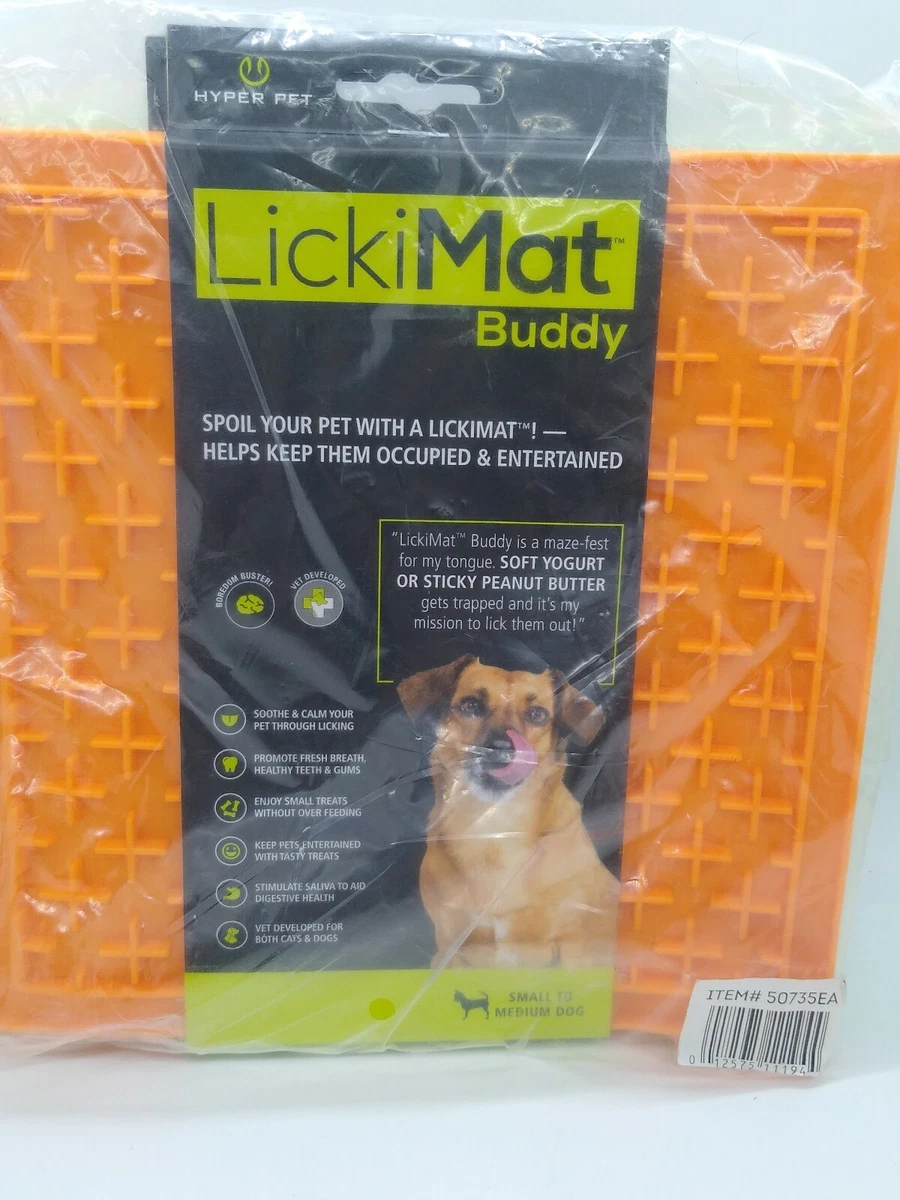 HYPER PET
LickiMat™
Buddy
SPOIL YOUR PET WITH A LICKIMAT™! —
HELPS KEEP THEM OCCUPIED & ENTERTAINED
"LickiMat™ Buddy is a maze-fest
for my tongue. SOFT YOGURT
OR STICKY PEANUT BUTTER
gets trapped and it's my
mission to lick them out!"
BOREDOM BUSTER!
VET DEVELOPED
SOOTHE & CALM YOUR
PET THROUGH LICKING
PROMOTE FRESH BREATH,
HEALTHY TEETH & GUMS
ENJOY SMALL TREATS
WITHOUT OVER FEEDING
KEEP PETS ENTERTAINED
WITH TASTY TREATS
STIMULATE SALIVA TO AID
DIGESTIVE HEALTH
VET DEVELOPED FOR
BOTH CATS & DOGS
SMALL TO
MEDIUM DOG
ITEM# 50735EA
0 12575 11194